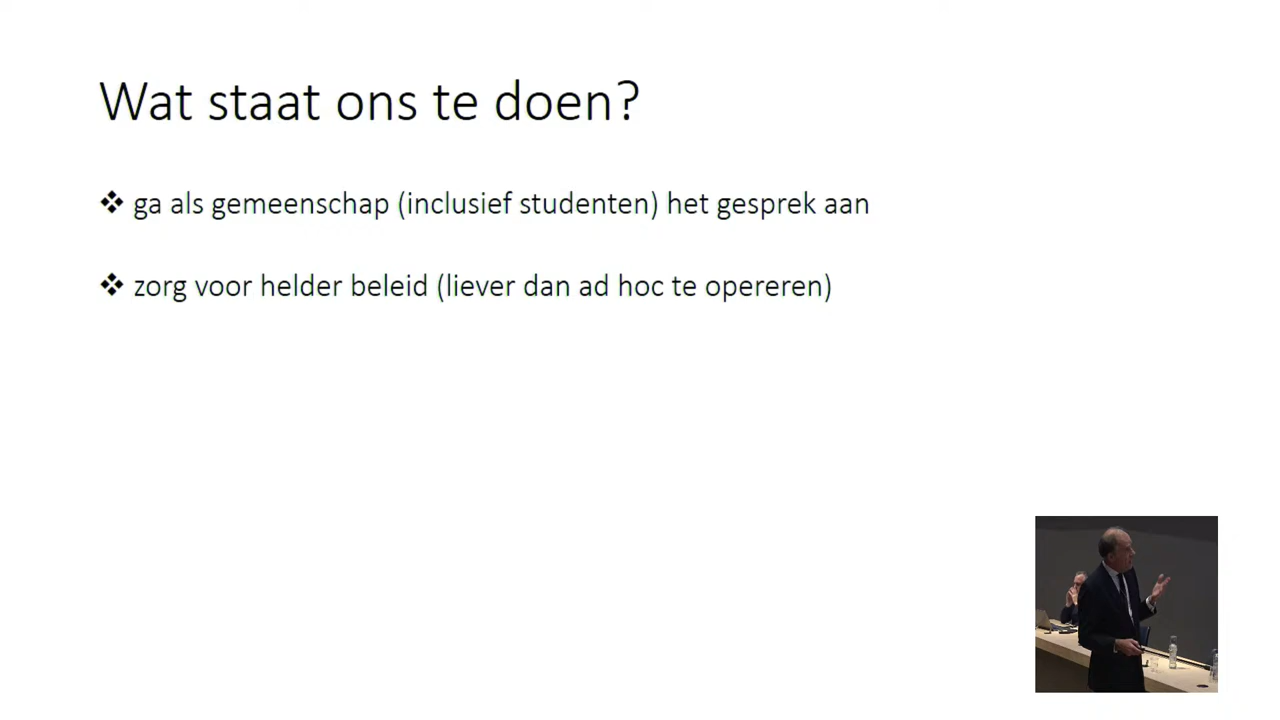 Wat staat ons te doen?
❖ ga als gemeenschap (inclusief studenten) het gesprek aan
❖ zorg voor helder beleid (liever dan ad hoc te opereren)